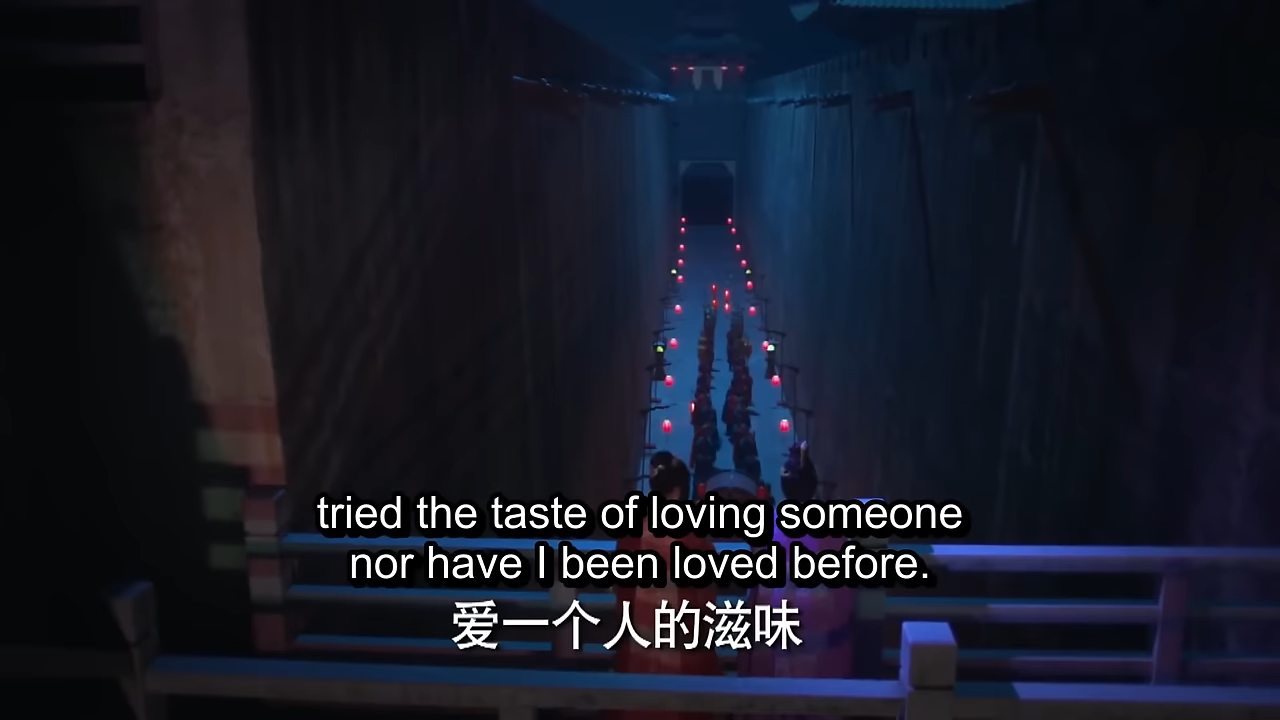 tried the taste of loving someone
nor have I been loved before.
爱一个人的滋味